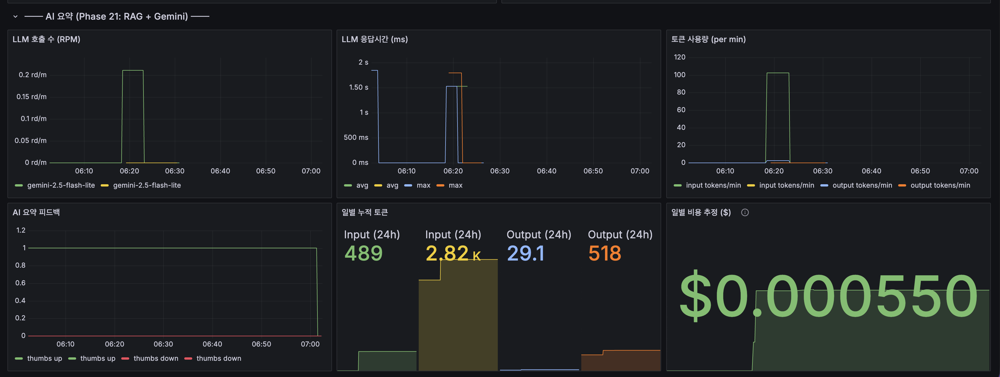 AI 요약 (Phase 21: RAG + Gemini)
LLM 호출 수 (RPM)
0.2 rd/m
0.15 rd/m
0.1 rd/m
0.05 rd/m
0 rd/m
06:10 06:20 06:30 06:40 06:50 07:00
gemini-2.5-flash-lite gemini-2.5-flash-lite
LLM 응답시간 (ms)
2 s
1.50 s
1 s
500 ms
0 ms
06:10 06:20 06:30 06:40 06:50 07:00
avg avg max max
토큰 사용량 (per min)
120
100
80
60
40
20
0
06:10 06:20 06:30 06:40 06:50 07:00
input tokens/min input tokens/min output tokens/min output tokens/min
AI 요약 피드백
1.2
1
0.8
0.6
0.4
0.2
0
06:10 06:20 06:30 06:40 06:50 07:00
thumbs up thumbs up thumbs down thumbs down
일별 누적 토큰
Input (24h) Input (24h) Output (24h) Output (24h)
489 2.82 K 29.1 518
일별 비용 추정 ($)
$0.000550